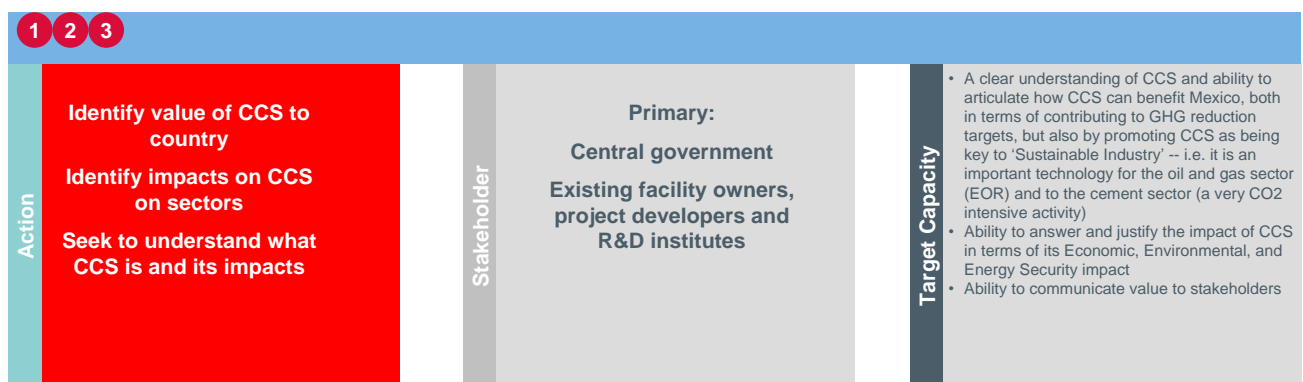 1 2 3
Action
Identify value of CCS to
country
Identify impacts on CCS
on sectors
Seek to understand what
CCS is and its impacts
Stakeholder
Primary:
Central government
Existing facility owners,
project developers and
R&D institutes
Target Capacity
• A clear understanding of CCS and ability to
articulate how CCS can benefit Mexico, both
in terms of contributing to GHG reduction
targets, but also by promoting CCS as being
key to ‘Sustainable Industry’ -- i.e. it is an
important technology for the oil and gas sector
(EOR) and to the cement sector (a very CO2
intensive activity)
• Ability to answer and justify the impact of CCS
in terms of its Economic, Environmental, and
Energy Security impact
• Ability to communicate value to stakeholders